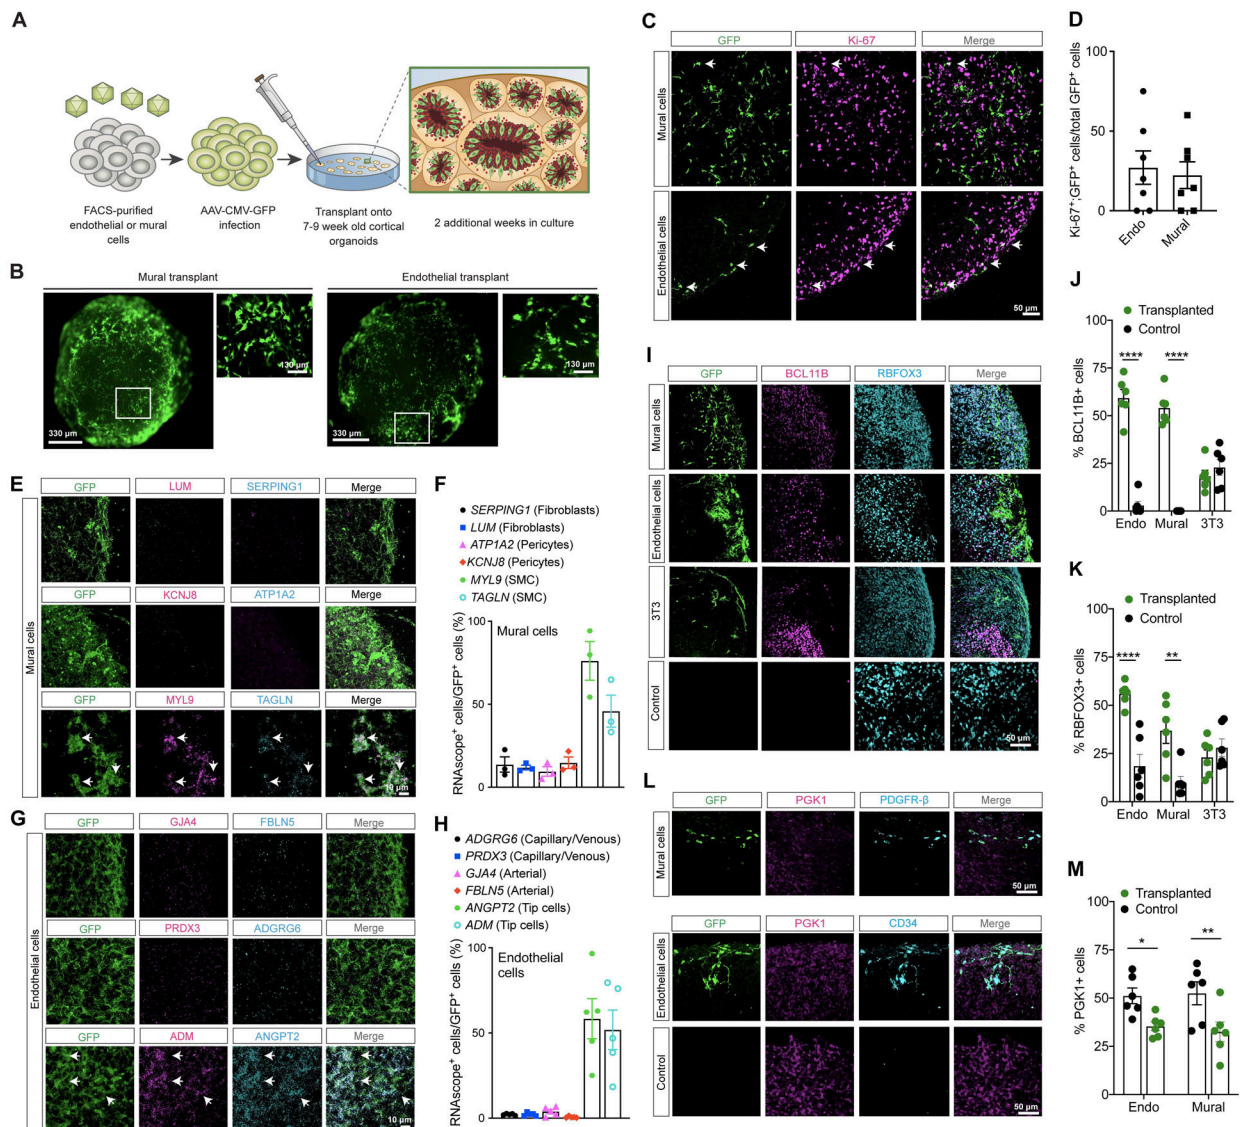 A
FACS-purified
endothelial or mural
cells
AAV-CMV-GFP
infection
Transplant onto
7-9 week old cortical
organoids
2 additional weeks in culture
B
Mural transplant
Endothelial transplant
330 μm
130 μm
330 μm
130 μm
C
GFP
Ki-67
Merge
Mural cells
Endothelial cells
50 μm
D
Ki-67⁺;GFP⁺ cells/total GFP⁺ cells
100
50
0
Endo
Mural
E
GFP
LUM
SERPING1
Merge
GFP
KCNJ8
ATP1A2
Merge
GFP
MYL9
TAGLN
Merge
Mural cells
10 μm
F
SERPING1 (Fibroblasts)
LUM (Fibroblasts)
ATP1A2 (Pericytes)
KCNJ8 (Pericytes)
MYL9 (SMC)
TAGLN (SMC)
RNAscope⁺ cells/GFP⁺ cells (%)
Mural cells
100
50
0
G
GFP
GJA4
FBLN5
Merge
GFP
PRDX3
ADGRG6
Merge
GFP
ADM
ANGPT2
Merge
Endothelial cells
10 μm
H
ADGRG6 (Capillary/Venous)
PRDX3 (Capillary/Venous)
GJA4 (Arterial)
FBLN5 (Arterial)
ANGPT2 (Tip cells)
ADM (Tip cells)
RNAscope⁺ cells/GFP⁺ cells (%)
Endothelial
cells
100
50
0
I
GFP
BCL11B
RBFOX3
Merge
Mural cells
Endothelial cells
3T3
Control
50 μm
J
Transplanted
Control
% BCL11B+ cells
100
75
50
25
0
****
****
Endo
Mural
3T3
K
Transplanted
Control
% RBFOX3+ cells
100
75
50
25
0
****
**
Endo
Mural
3T3
L
GFP
PGK1
PDGFR-β
Merge
Mural cells
50 μm
GFP
PGK1
CD34
Merge
Endothelial cells
Control
50 μm
M
Transplanted
Control
% PGK1+ cells
100
75
50
25
0
*
**
Endo
Mural